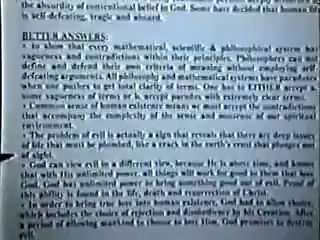 the absurdity of conventional belief in God. Some have decided that human life
is self-defeating, tragic and absurd.
BETTER ANSWERS:
• to show that every mathematical, scientific & philosophical system has
vagueness and contradictions within their principles. Philosophers can not
define and defend their own criteria of meaning without employing self-
defeating arguments. All philosophy and mathematical systems have paradoxes
when one pushes to get total clarity of terms. One has to EITHER accept a.
some vagueness of terms or b. accept paradox with extremely clear terms.
• Common sense of human existence means we must accept the contradictions
that accompany the complexity of the sense and nonsense of our spiritual
environment.
• The problem of evil is actually a sign that reveals that there are deep issues
of life that must be plumbed, like a crack in the earth's crust that plunges out
of sight.
• God can view evil in a different view, because He is above time, and knows
that with His unlimited power, all things will work for good to them that love
God. God has unlimited power to bring something good out of evil. Proof of
this ability is found in the life, death and resurrection of Christ.
• In order to bring true love into human existence, God had to allow choice,
which includes the choice of rejection and disobedience by His Creation. After
a period of allowing mankind to choose to love Him, God promises to destroy
evil.